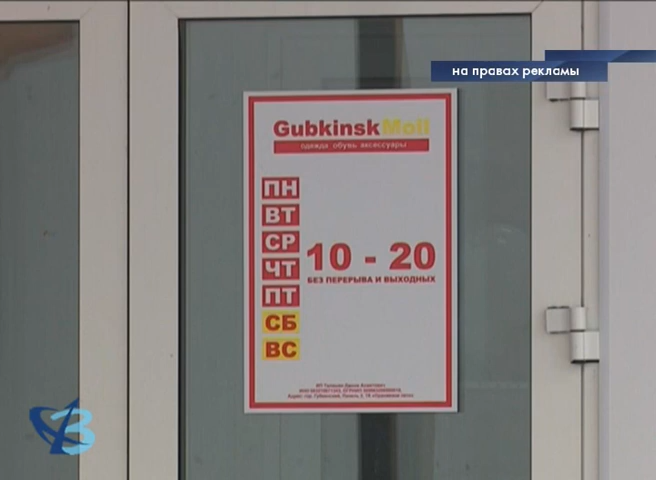 на правах рекламы
GubkinskMoll
одежда обувь аксессуары
ПН
ВТ
СР
ЧТ
ПТ
СБ
ВС
10 - 20
БЕЗ ПЕРЕРЫВА И ВЫХОДНЫХ